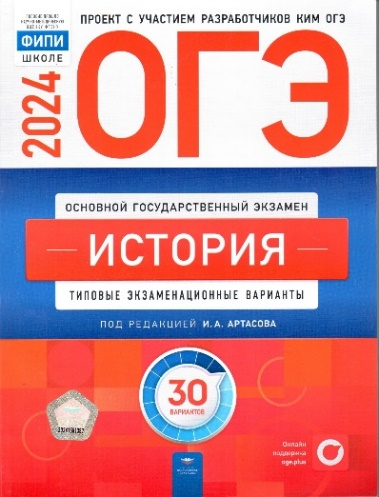 ПРОЕКТ С УЧАСТИЕМ РАЗРАБОТЧИКОВ КИМ ОГЭ
ФИПИ
ШКОЛЕ
2024
ОГЭ
ОСНОВНОЙ ГОСУДАРСТВЕННЫЙ ЭКЗАМЕН
ИСТОРИЯ
ТИПОВЫЕ ЭКЗАМЕНАЦИОННЫЕ ВАРИАНТЫ
ПОД РЕДАКЦИЕЙ И.А. АРТАСОВА
30
ВАРИАНТОВ
Онлайн
поддержка
oge.plus